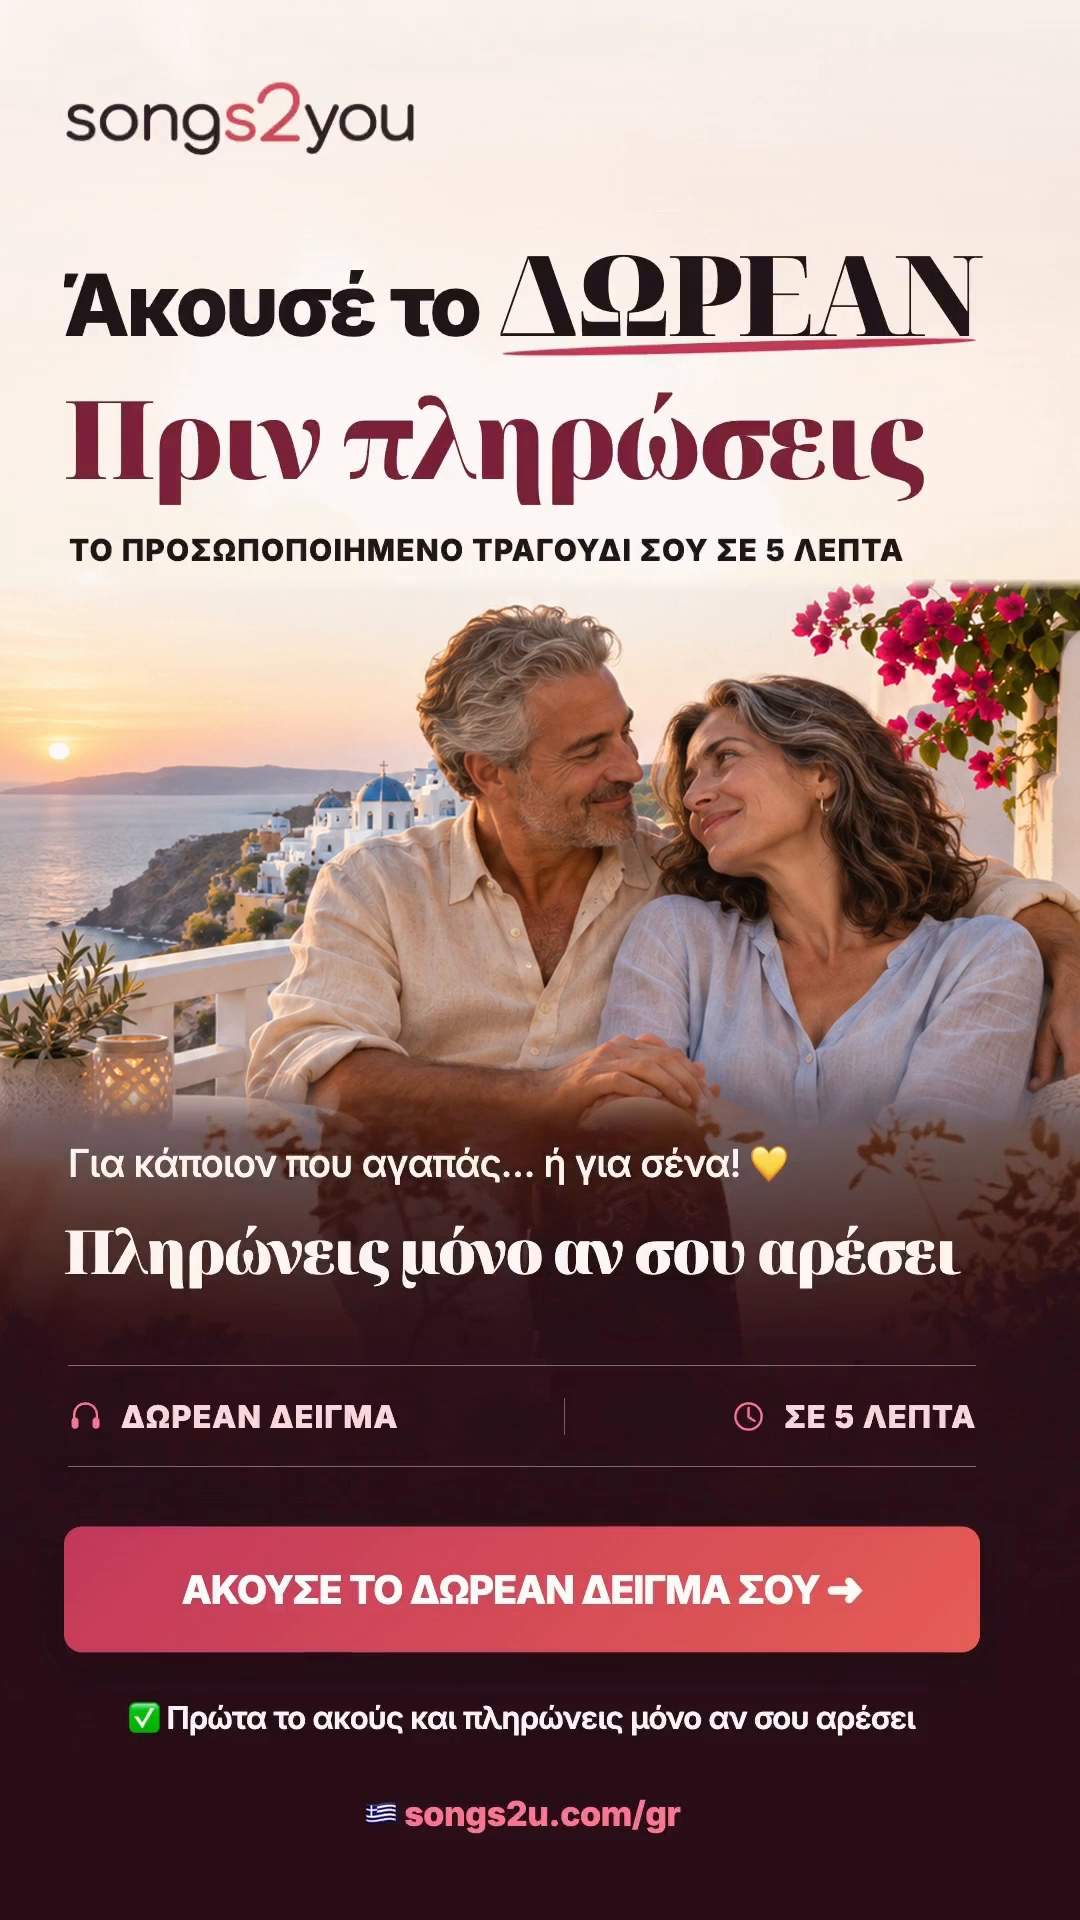 songs2you
Άκουσέ το ΔΩΡΕΑΝ
Πριν πληρώσεις
ΤΟ ΠΡΟΣΩΠΟΠΟΙΗΜΕΝΟ ΤΡΑΓΟΥΔΙ ΣΟΥ ΣΕ 5 ΛΕΠΤΑ
Για κάποιον που αγαπάς... ή για σένα! 💛
Πληρώνεις μόνο αν σου αρέσει
ΔΩΡΕΑΝ ΔΕΙΓΜΑ
ΣΕ 5 ΛΕΠΤΑ
ΑΚΟΥΣΕ ΤΟ ΔΩΡΕΑΝ ΔΕΙΓΜΑ ΣΟΥ ➜
✅ Πρώτα το ακούς και πληρώνεις μόνο αν σου αρέσει
🇬🇷 songs2u.com/gr